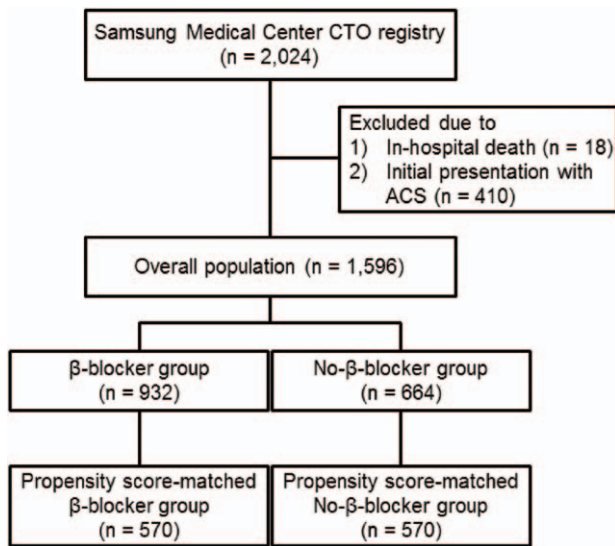 Samsung Medical Center CTO registry
(n = 2,024)
Excluded due to
1) In-hospital death (n = 18)
2) Initial presentation with
ACS (n = 410)
Overall population (n = 1,596)
β-blocker group
(n = 932)
No-β-blocker group
(n = 664)
Propensity score-matched
β-blocker group
(n = 570)
Propensity score-matched
No-β-blocker group
(n = 570)